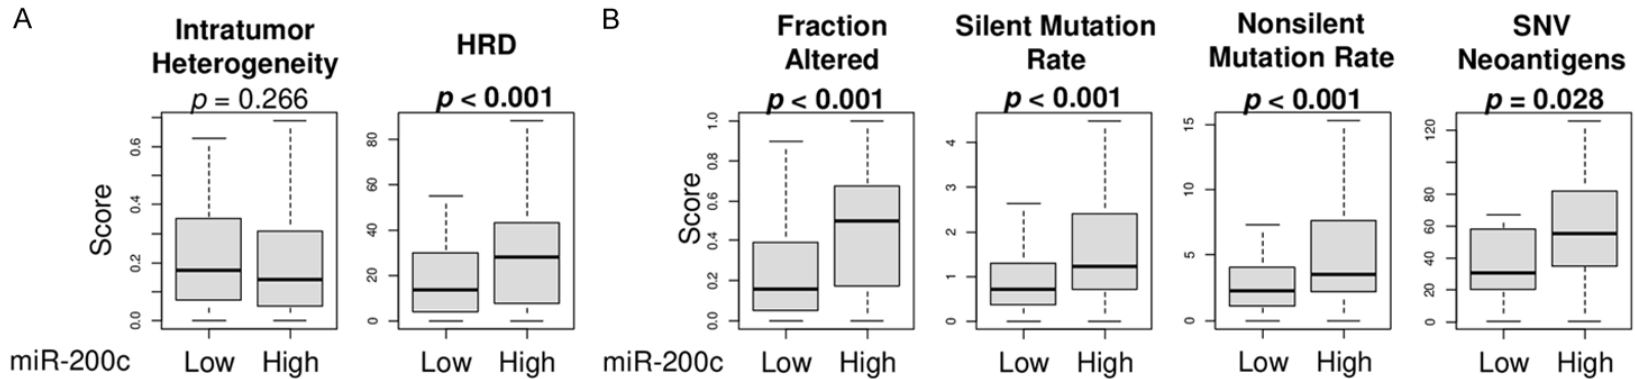 A
Intratumor
Heterogeneity
p = 0.266
Score
0.0
0.2
0.4
0.6
HRD
p < 0.001
0
20
40
60
80
miR-200c
Low
High
Low
High
B
Fraction
Altered
p < 0.001
Score
0.0
0.2
0.4
0.6
0.8
1.0
Silent Mutation
Rate
p < 0.001
0
1
2
3
4
Nonsilent
Mutation Rate
p < 0.001
0
5
10
15
SNV
Neoantigens
p = 0.028
0
20
40
60
80
120
miR-200c
Low
High
Low
High
Low
High
Low
High